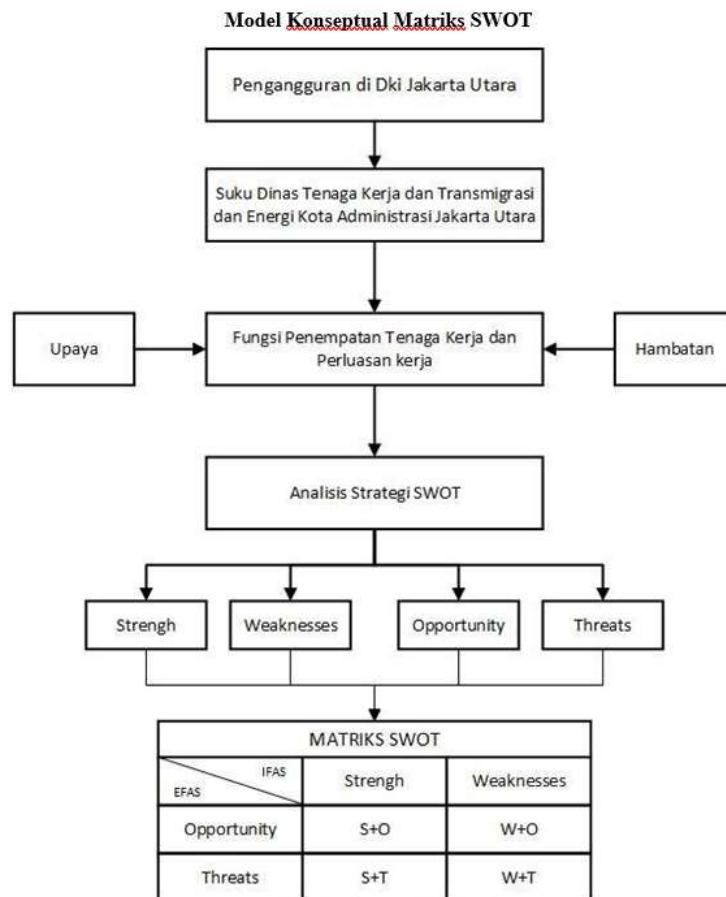 Model Konseptual Matriks SWOT
Pengangguran di Dki Jakarta Utara
Suku Dinas Tenaga Kerja dan Transmigrasi
dan Energi Kota Administrasi Jakarta Utara
Upaya
Fungsi Penempatan Tenaga Kerja dan
Perluasan kerja
Hambatan
Analisis Strategi SWOT
Strengh
Weaknesses
Opportunity
Threats
MATRIKS SWOT
IFAS
EFAS
Strengh
Weaknesses
Opportunity
S+O
W+O
Threats
S+T
W+T